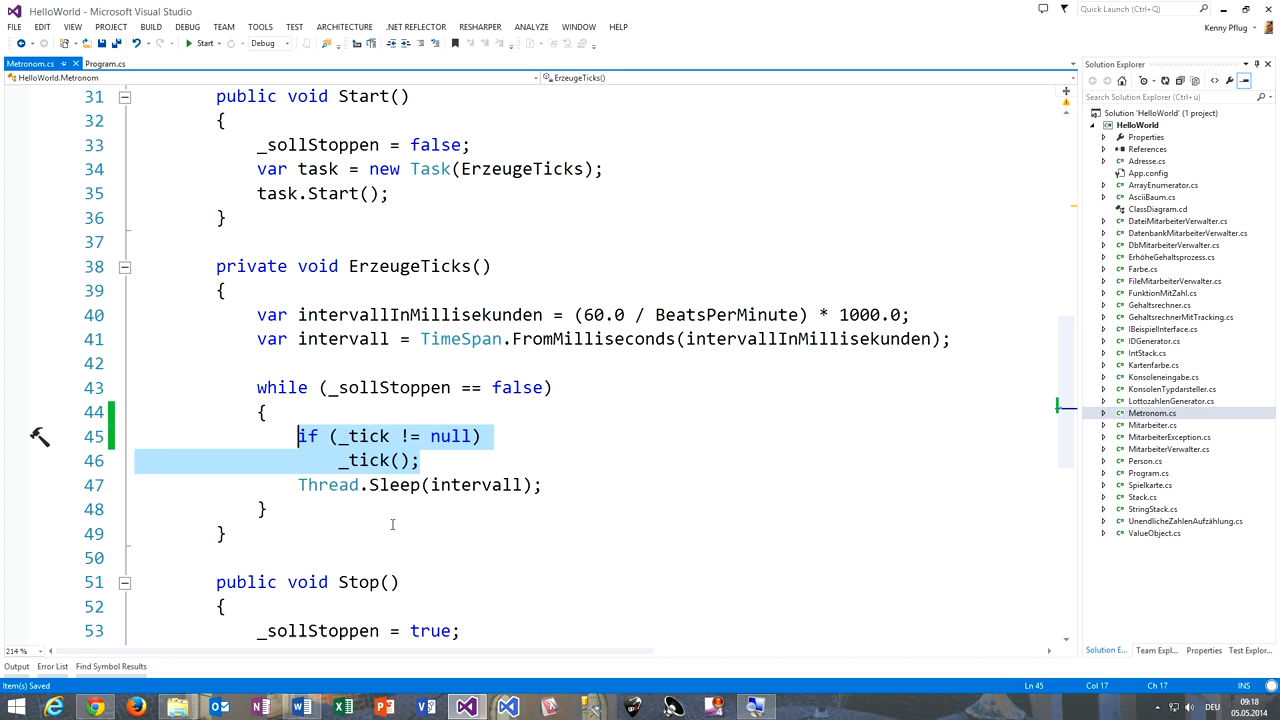 HelloWorld - Microsoft Visual Studio
Quick Launch (Ctrl+Q)
FILE EDIT VIEW PROJECT BUILD DEBUG TEAM TOOLS TEST ARCHITECTURE .NET REFLECTOR RESHARPER ANALYZE WINDOW HELP
Kenny Pflug
Start Debug
Metronom.cs Program.cs
HelloWorld.Metronom ErzeugeTicks()
31 public void Start()
32 {
33 _sollStoppen = false;
34 var task = new Task(ErzeugeTicks);
35 task.Start();
36 }
37
38 private void ErzeugeTicks()
39 {
40 var intervallInMillisekunden = (60.0 / BeatsPerMinute) * 1000.0;
41 var intervall = TimeSpan.FromMilliseconds(intervallInMillisekunden);
42
43 while (_sollStoppen == false)
44 {
45 if (_tick != null)
46 _tick();
47 Thread.Sleep(intervall);
48 }
49 }
50
51 public void Stop()
52 {
53 _sollStoppen = true;
214 %
Output Error List Find Symbol Results
Solution Explorer
Search Solution Explorer (Ctrl+ü)
Solution 'HelloWorld' (1 project)
HelloWorld
Properties
References
Adresse.cs
App.config
ArrayEnumerator.cs
AsciiBaum.cs
ClassDiagram.cd
DateiMitarbeiterVerwalter.cs
DatenbankMitarbeiterVerwalter.cs
DbMitarbeiterVerwalter.cs
ErhöheGehaltsprozess.cs
Farbe.cs
FileMitarbeiterVerwalter.cs
FunktionMitZahl.cs
Gehaltsrechner.cs
GehaltsrechnerMitTracking.cs
IBeispielInterface.cs
IDGenerator.cs
IntStack.cs
Kartenfarbe.cs
Konsoleneingabe.cs
KonsolenTypdarsteller.cs
LottozahlenGenerator.cs
Metronom.cs
Mitarbeiter.cs
MitarbeiterException.cs
MitarbeiterVerwalter.cs
Person.cs
Program.cs
Spielkarte.cs
Stack.cs
StringStack.cs
UnendlicheZahlenAufzählung.cs
ValueObject.cs
Solution E... Team Expl... Properties Test Explor...
Item(s) Saved Ln 45 Col 17 Ch 17 INS
DEU
09:18
05.05.2014